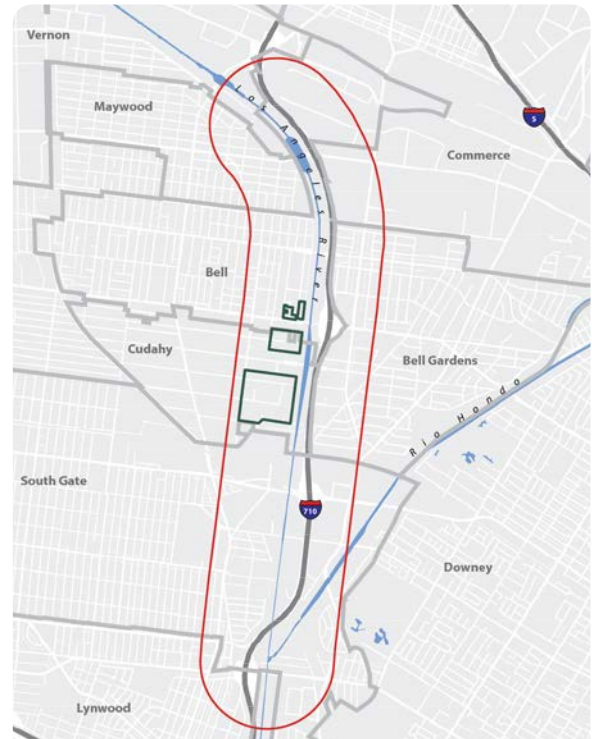 Vernon
Maywood
Los Angeles River
5
Commerce
Bell
Cudahy
Bell Gardens
Rio Hondo
South Gate
710
Downey
Lynwood